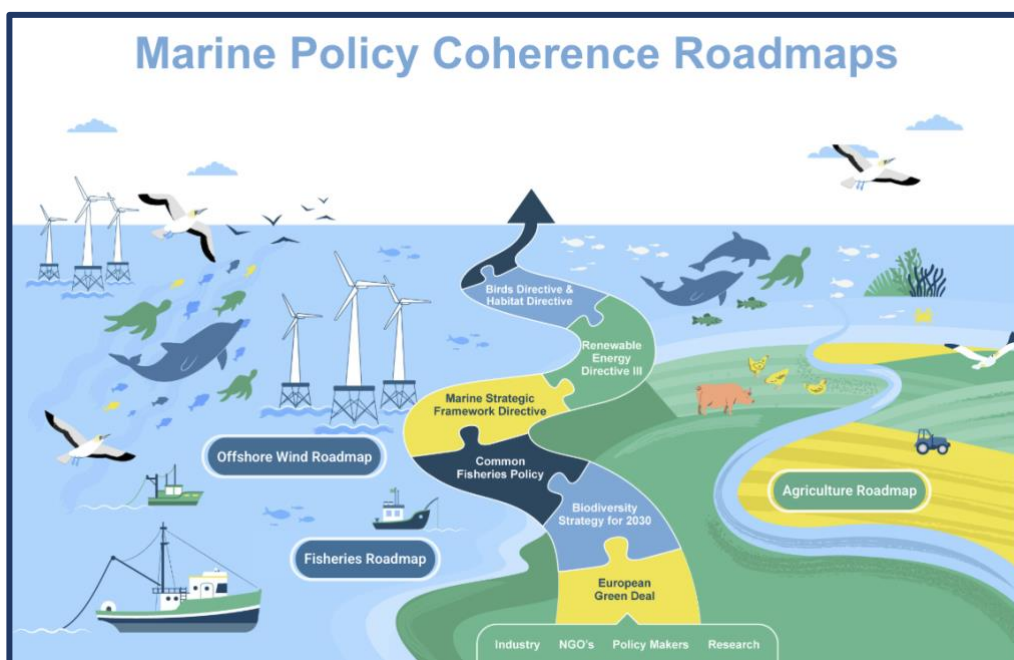 Marine Policy Coherence Roadmaps
Birds Directive &
Habitat Directive
Renewable
Energy
Directive III
Marine Strategic
Framework Directive
Offshore Wind Roadmap
Common
Fisheries Policy
Agriculture Roadmap
Biodiversity
Strategy for 2030
Fisheries Roadmap
European
Green Deal
Industry NGO's Policy Makers Research